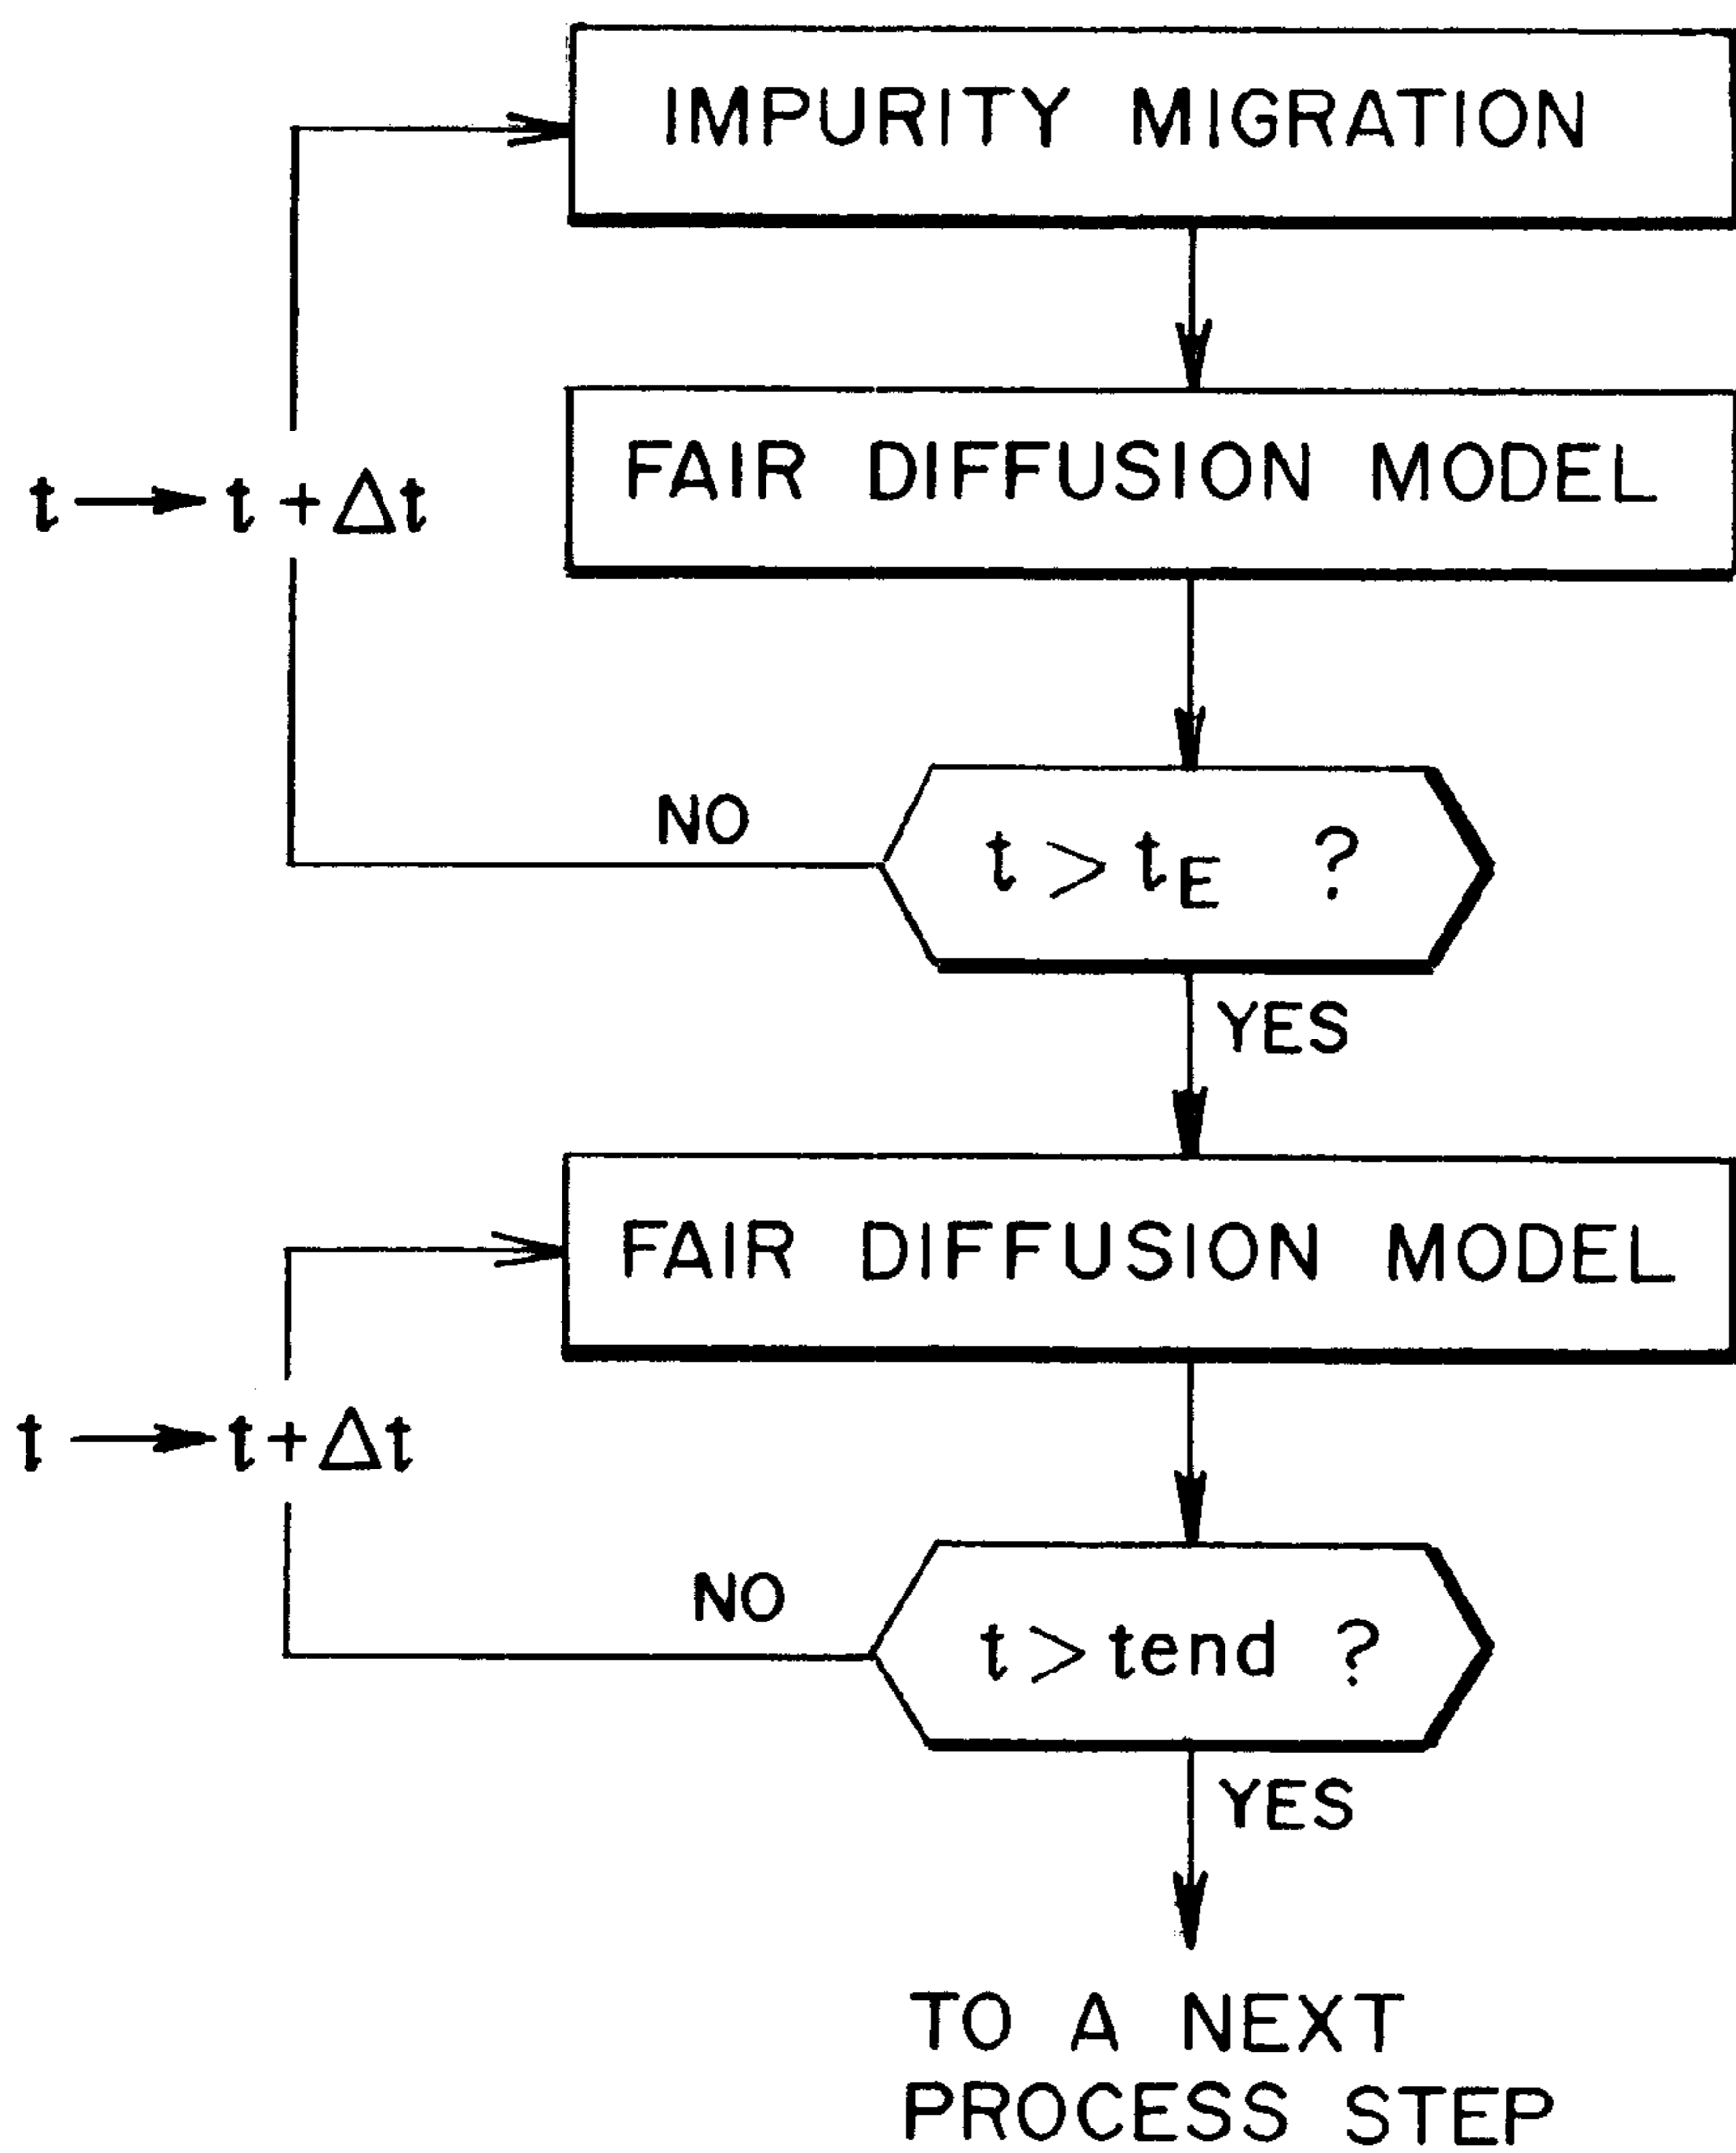 IMPURITY MIGRATION
FAIR DIFFUSION MODEL
t → t + Δt
NO
t > tE ?
YES
FAIR DIFFUSION MODEL
t → t + Δt
NO
t > tend ?
YES
TO A NEXT
PROCESS STEP